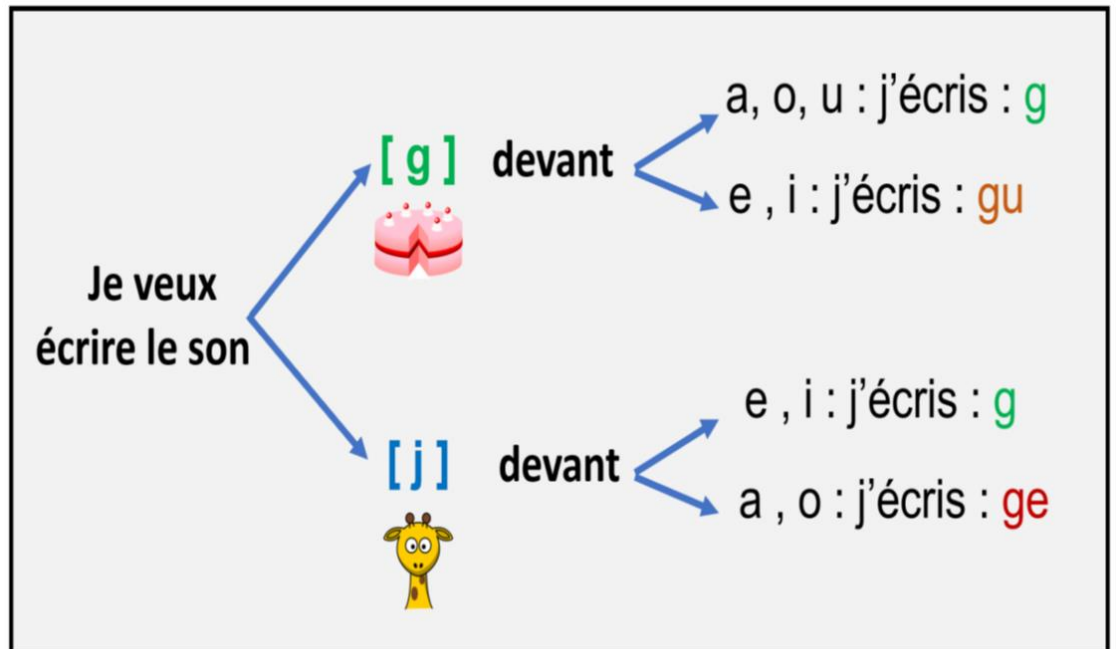 Je veux
écrire le son
[ g ] devant
a, o, u : j'écris : g
e , i : j'écris : gu
[ j ] devant
e , i : j'écris : g
a , o : j'écris : ge